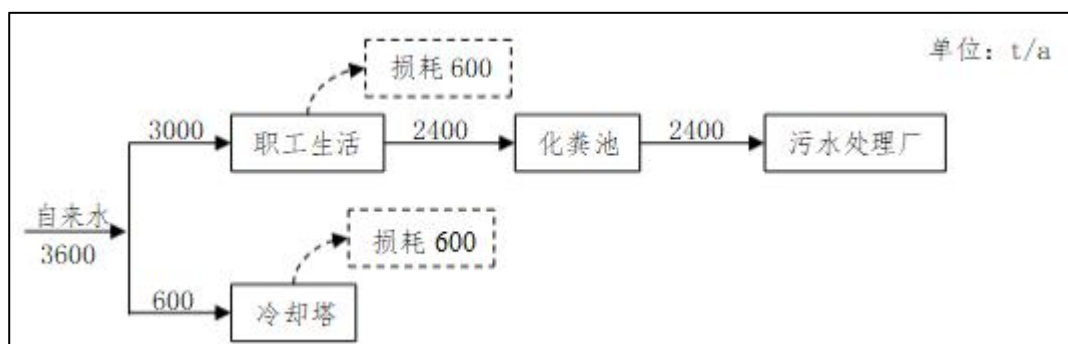 单位：t/a
损耗 600
3000
职工生活
2400
化粪池
2400
污水处理厂
自来水
3600
损耗 600
600
冷却塔